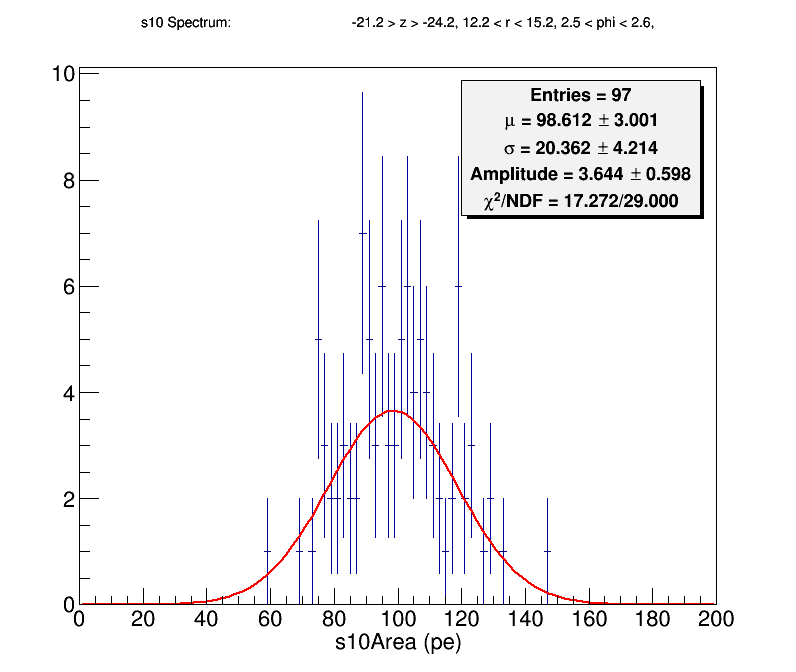 s10 Spectrum: -21.2 > z > -24.2, 12.2 < r < 15.2, 2.5 < phi < 2.6,
Entries = 97
μ = 98.612 ± 3.001
σ = 20.362 ± 4.214
Amplitude = 3.644 ± 0.598
χ²/NDF = 17.272/29.000
10
8
6
4
2
0
0 20 40 60 80 100 120 140 160 180 200
s10Area (pe)